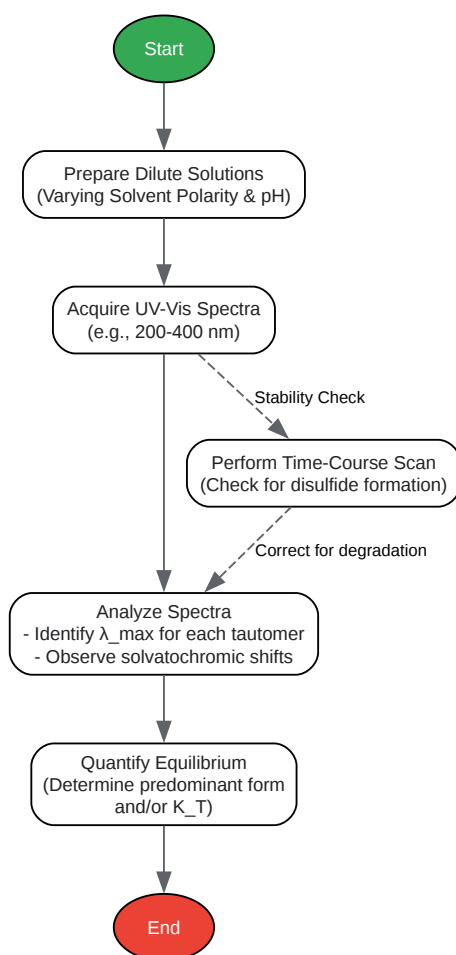 Start
Prepare Dilute Solutions
(Varying Solvent Polarity & pH)
Acquire UV-Vis Spectra
(e.g., 200-400 nm)
Stability Check
Perform Time-Course Scan
(Check for disulfide formation)
Correct for degradation
Analyze Spectra
- Identify λ_max for each tautomer
- Observe solvatochromic shifts
Quantify Equilibrium
(Determine predominant form
and/or K_T)
End